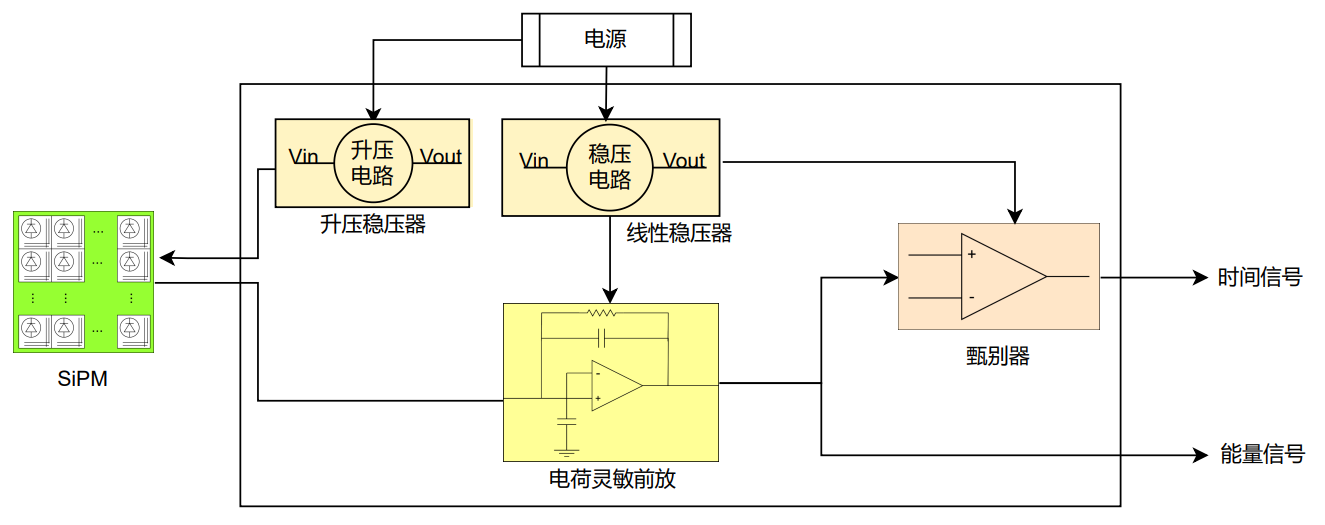 电源
Vin
升压
电路
Vout
升压稳压器
Vin
稳压
电路
Vout
线性稳压器
...
...
...
...
...
...
SiPM
+
-
甄别器
时间信号
-
+
电荷灵敏前放
能量信号